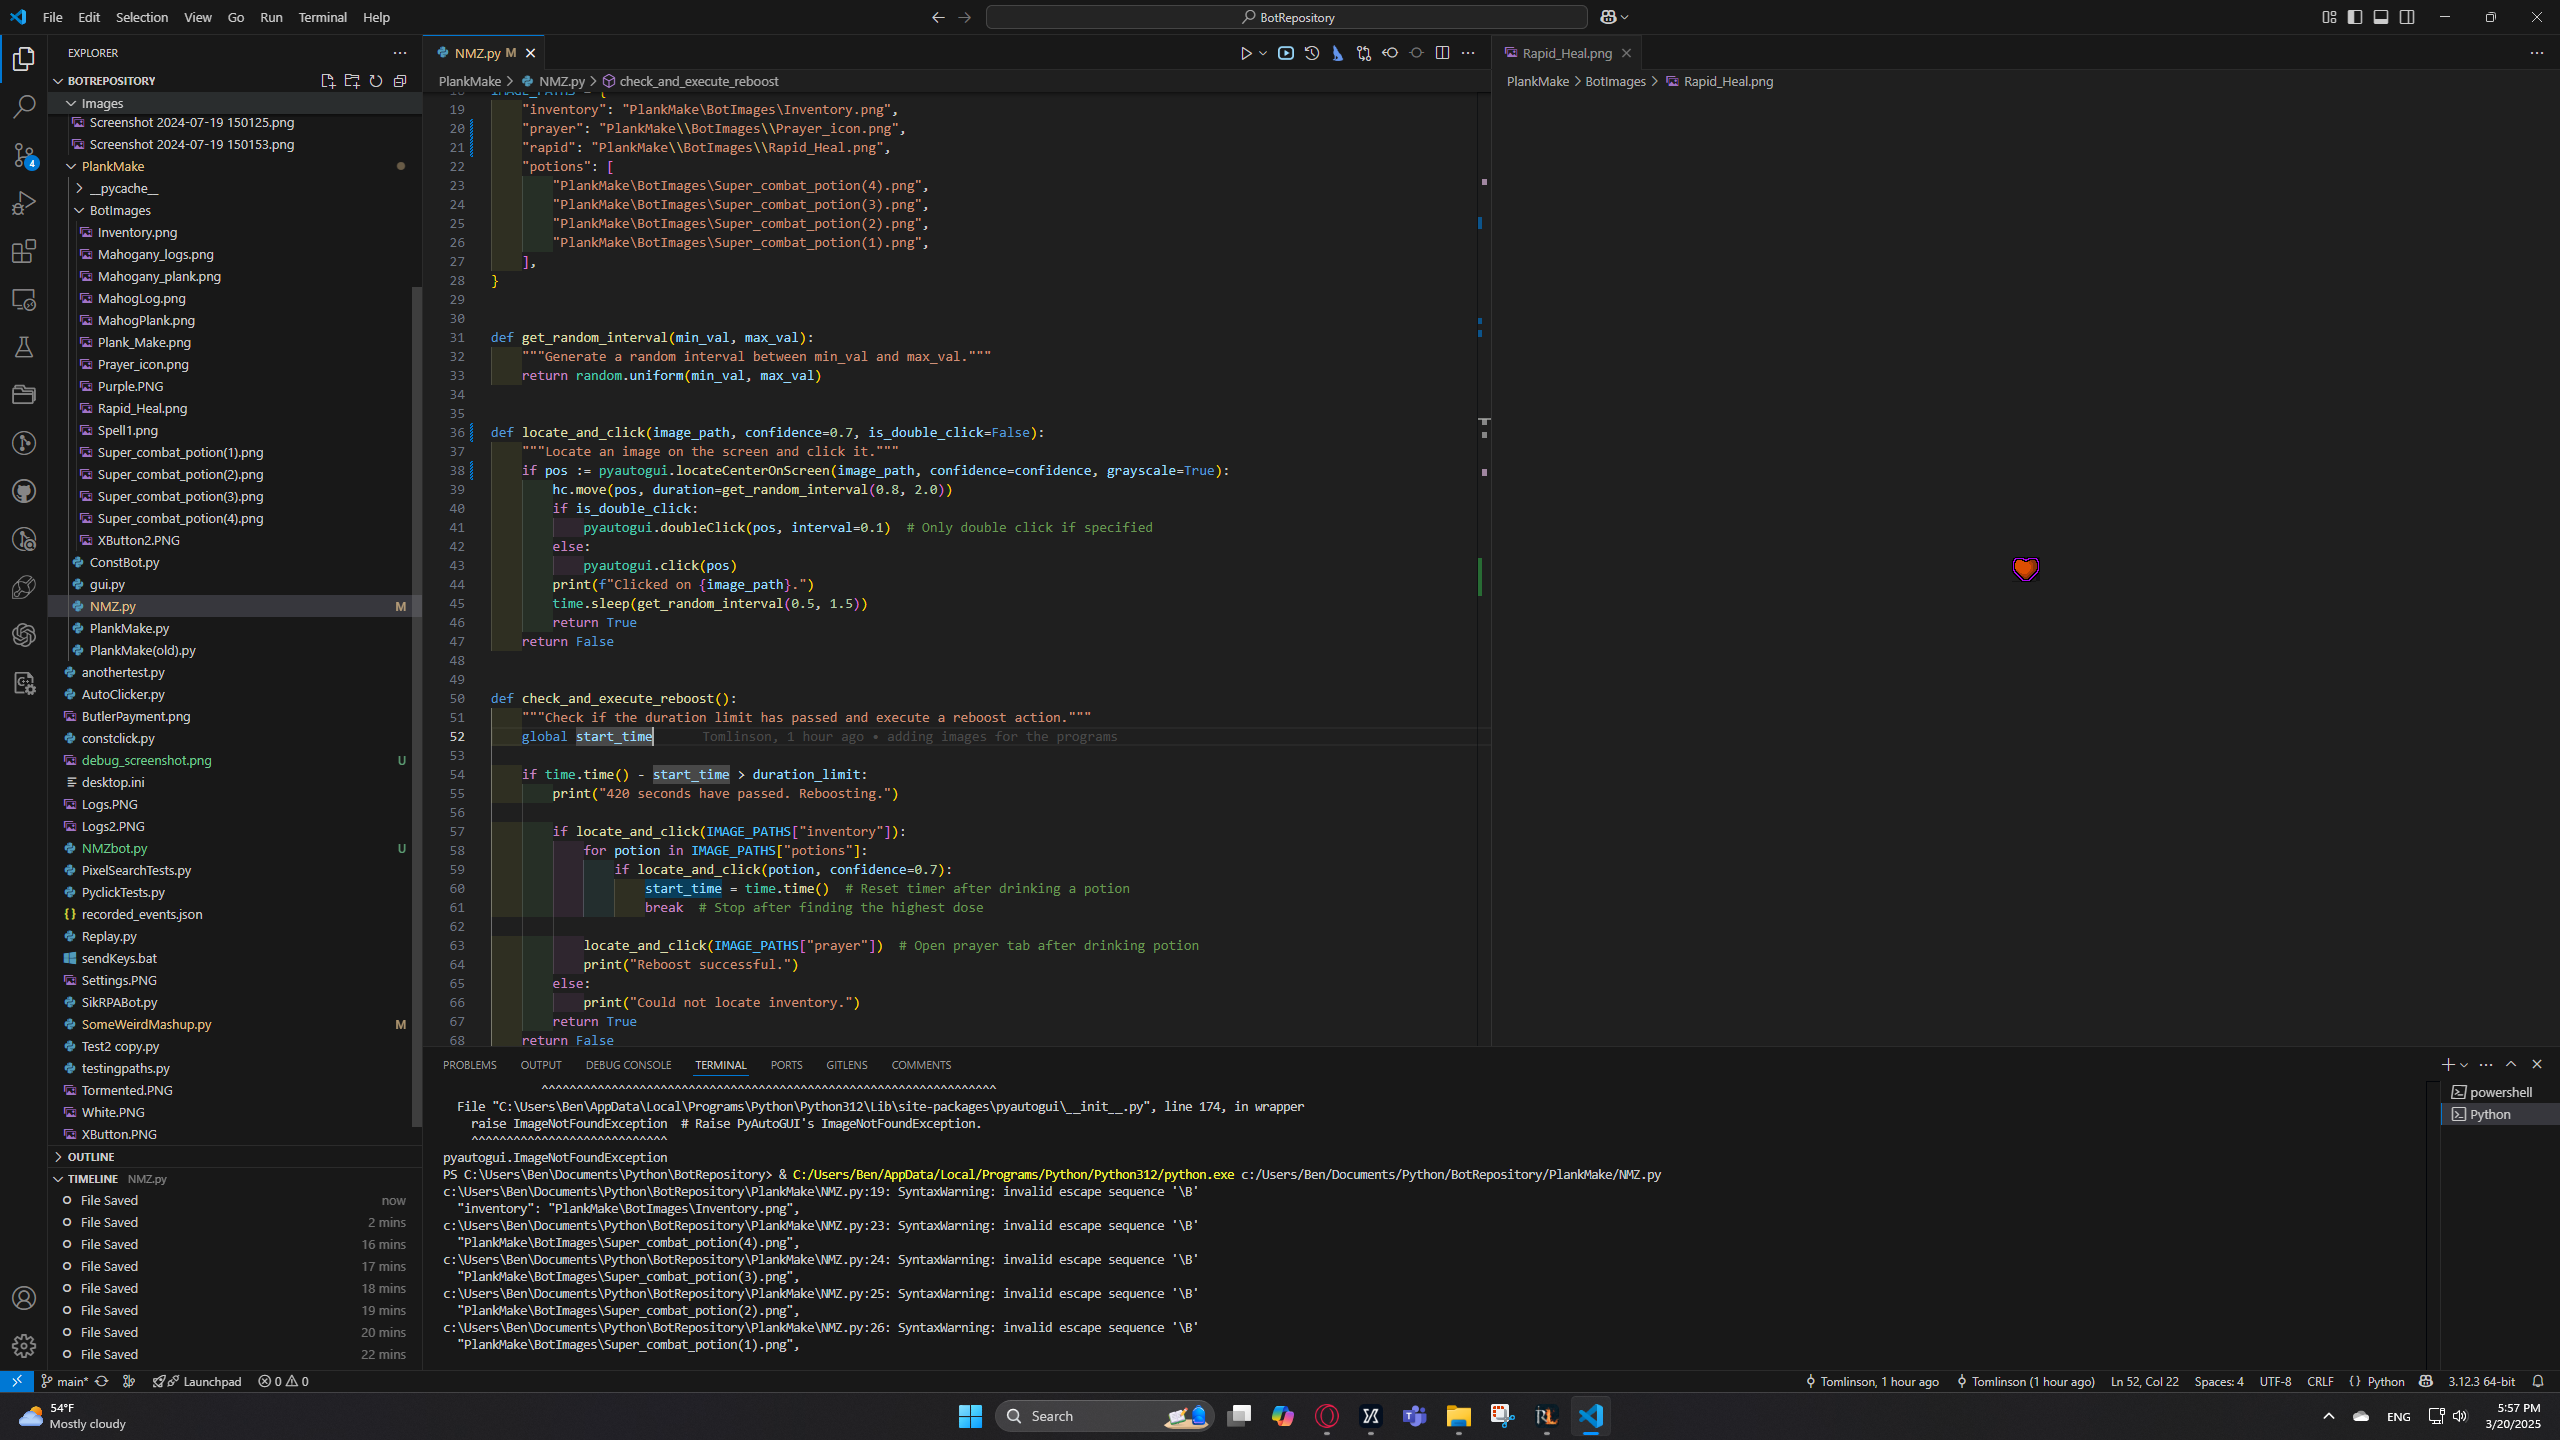 File Edit Selection View Go Run Terminal Help
BotRepository
EXPLORER
BOTREPOSITORY
Images
Screenshot 2024-07-19 150125.png
Screenshot 2024-07-19 150153.png
PlankMake
__pycache__
BotImages
Inventory.png
Mahogany_logs.png
Mahogany_plank.png
MahogLog.png
MahogPlank.png
Plank_Make.png
Prayer_icon.png
Purple.PNG
Rapid_Heal.png
Spell1.png
Super_combat_potion(1).png
Super_combat_potion(2).png
Super_combat_potion(3).png
Super_combat_potion(4).png
XButton2.PNG
ConstBot.py
gui.py
NMZ.py M
PlankMake.py
PlankMake(old).py
anothertest.py
AutoClicker.py
ButlerPayment.png
constclick.py
debug_screenshot.png U
desktop.ini
Logs.PNG
Logs2.PNG
NMZbot.py U
PixelSearchTests.py
PyclickTests.py
recorded_events.json
Replay.py
sendKeys.bat
Settings.PNG
SikRPABot.py
SomeWeirdMashup.py M
Test2 copy.py
testingpaths.py
Tormented.PNG
White.PNG
XButton.PNG
OUTLINE
TIMELINE NMZ.py
File Saved now
File Saved 2 mins
File Saved 16 mins
File Saved 17 mins
File Saved 18 mins
File Saved 19 mins
File Saved 20 mins
File Saved 22 mins
4
NMZ.py M
PlankMake > NMZ.py > check_and_execute_reboost
18 IMAGE_PATHS = {
19 "inventory": "PlankMake\BotImages\Inventory.png",
20 "prayer": "PlankMake\\BotImages\\Prayer_icon.png",
21 "rapid": "PlankMake\\BotImages\\Rapid_Heal.png",
22 "potions": [
23 "PlankMake\BotImages\Super_combat_potion(4).png",
24 "PlankMake\BotImages\Super_combat_potion(3).png",
25 "PlankMake\BotImages\Super_combat_potion(2).png",
26 "PlankMake\BotImages\Super_combat_potion(1).png",
27 ],
28 }
29
30
31 def get_random_interval(min_val, max_val):
32 """Generate a random interval between min_val and max_val."""
33 return random.uniform(min_val, max_val)
34
35
36 def locate_and_click(image_path, confidence=0.7, is_double_click=False):
37 """Locate an image on the screen and click it."""
38 if pos := pyautogui.locateCenterOnScreen(image_path, confidence=confidence, grayscale=True):
39 hc.move(pos, duration=get_random_interval(0.8, 2.0))
40 if is_double_click:
41 pyautogui.doubleClick(pos, interval=0.1)  # Only double click if specified
42 else:
43 pyautogui.click(pos)
44 print(f"Clicked on {image_path}.")
45 time.sleep(get_random_interval(0.5, 1.5))
46 return True
47 return False
48
49
50 def check_and_execute_reboost():
51 """Check if the duration limit has passed and execute a reboost action."""
52 global start_time Tomlinson, 1 hour ago • adding images for the programs
53
54 if time.time() - start_time > duration_limit:
55 print("420 seconds have passed. Reboosting.")
56
57 if locate_and_click(IMAGE_PATHS["inventory"]):
58 for potion in IMAGE_PATHS["potions"]:
59 if locate_and_click(potion, confidence=0.7):
60 start_time = time.time()  # Reset timer after drinking a potion
61 break  # Stop after finding the highest dose
62
63 locate_and_click(IMAGE_PATHS["prayer"])  # Open prayer tab after drinking potion
64 print("Reboost successful.")
65 else:
66 print("Could not locate inventory.")
67 return True
68 return False
Rapid_Heal.png
PlankMake > BotImages > Rapid_Heal.png
PROBLEMS OUTPUT DEBUG CONSOLE TERMINAL PORTS GITLENS COMMENTS
^^^^^^^^^^^^^^^^^^^^^^^^^^^^^^^^^^^^^^^^^^^^^^^^^^^^^^^^^^^^^^^^^
File "C:\Users\Ben\AppData\Local\Programs\Python\Python312\Lib\site-packages\pyautogui\__init__.py", line 174, in wrapper
raise ImageNotFoundException  # Raise PyAutoGUI's ImageNotFoundException.
^^^^^^^^^^^^^^^^^^^^^^^^^^^^
pyautogui.ImageNotFoundException
PS C:\Users\Ben\Documents\Python\BotRepository> & C:/Users/Ben/AppData/Local/Programs/Python/Python312/python.exe c:/Users/Ben/Documents/Python/BotRepository/PlankMake/NMZ.py
c:\Users\Ben\Documents\Python\BotRepository\PlankMake\NMZ.py:19: SyntaxWarning: invalid escape sequence '\B'
"inventory": "PlankMake\BotImages\Inventory.png",
c:\Users\Ben\Documents\Python\BotRepository\PlankMake\NMZ.py:23: SyntaxWarning: invalid escape sequence '\B'
"PlankMake\BotImages\Super_combat_potion(4).png",
c:\Users\Ben\Documents\Python\BotRepository\PlankMake\NMZ.py:24: SyntaxWarning: invalid escape sequence '\B'
"PlankMake\BotImages\Super_combat_potion(3).png",
c:\Users\Ben\Documents\Python\BotRepository\PlankMake\NMZ.py:25: SyntaxWarning: invalid escape sequence '\B'
"PlankMake\BotImages\Super_combat_potion(2).png",
c:\Users\Ben\Documents\Python\BotRepository\PlankMake\NMZ.py:26: SyntaxWarning: invalid escape sequence '\B'
"PlankMake\BotImages\Super_combat_potion(1).png",
powershell
Python
main* Launchpad 0 0
Tomlinson, 1 hour ago Tomlinson (1 hour ago) Ln 52, Col 22 Spaces: 4 UTF-8 CRLF {} Python 3.12.3 64-bit
54°F
Mostly cloudy
Search
ENG
5:57 PM
3/20/2025